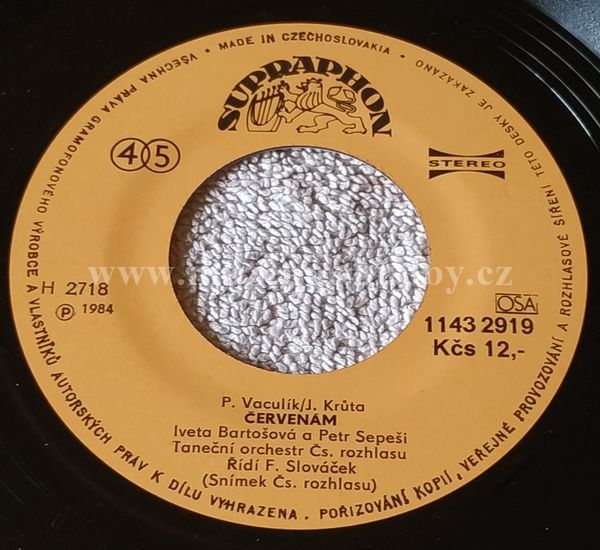 VŠECHNA PRÁVA GRAMOFONOVÉHO VÝROBCE A VLASTNÍKŮ AUTORSKÝCH PRÁV K DÍLU VYHRAZENA . POŘIZOVÁNÍ KOPIÍ, VEŘEJNÉ PROVOZOVÁNÍ A ROZHLASOVÉ ŠÍŘENÍ TÉTO DESKY JE ZAKÁZÁNO
• MADE IN CZECHOSLOVAKIA •
SUPRAPHON
45
STEREO
www. .cz
H 2718
Ⓟ 1984
OSA
1143 2919
Kčs 12,-
P. Vaculík/J. Krůta
ČERVENÁM
Iveta Bartošová a Petr Sepeši
Taneční orchestr Čs. rozhlasu
Řídí F. Slováček
(Snímek Čs. rozhlasu)